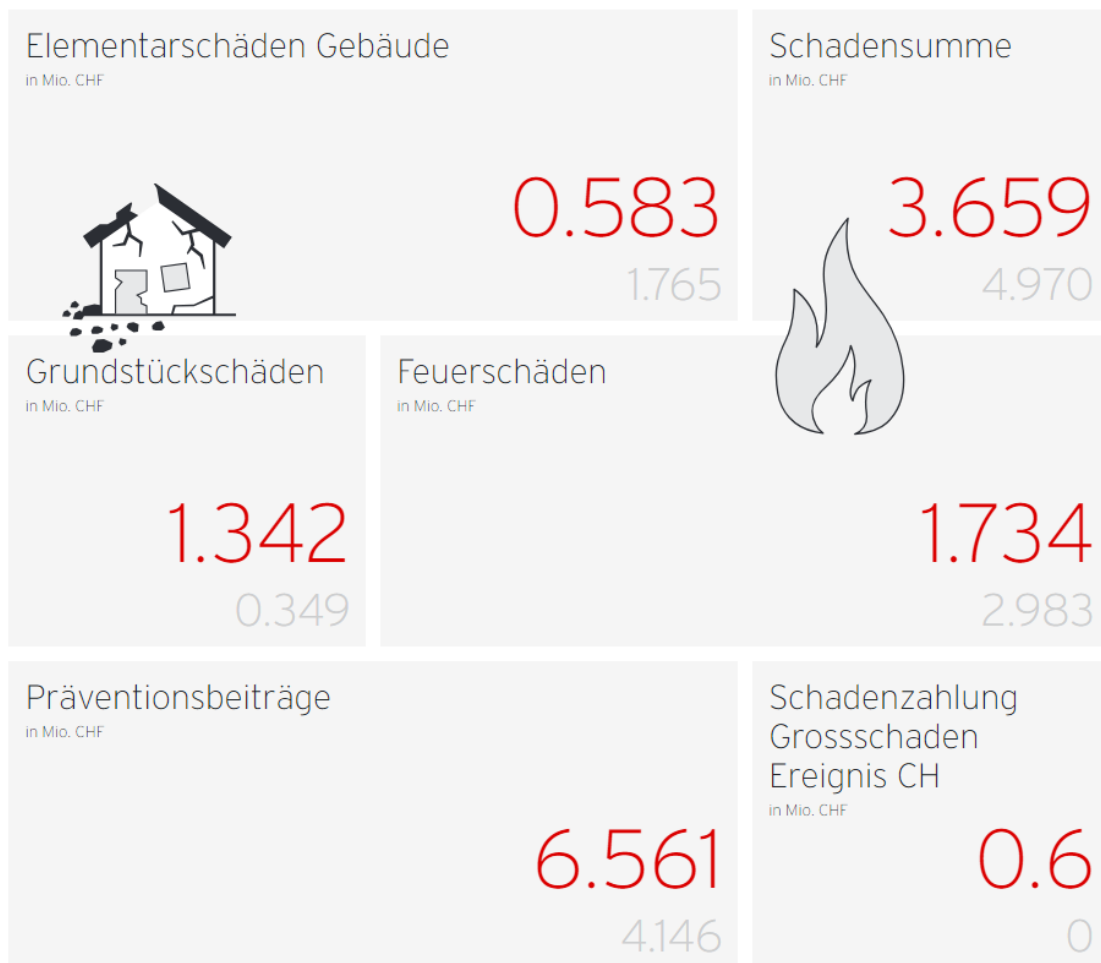 Elementarschäden Gebäude
in Mio. CHF
0.583
1.765
Schadensumme
in Mio. CHF
3.659
4.970
Grundstückschäden
in Mio. CHF
1.342
0.349
Feuerschäden
in Mio. CHF
1.734
2.983
Präventionsbeiträge
in Mio. CHF
6.561
4.146
Schadenzahlung
Grossschaden
Ereignis CH
in Mio. CHF
0.6
0